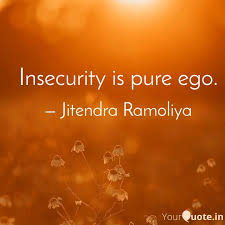 Insecurity is pure ego.
— Jitendra Ramoliya
YourQuote.in